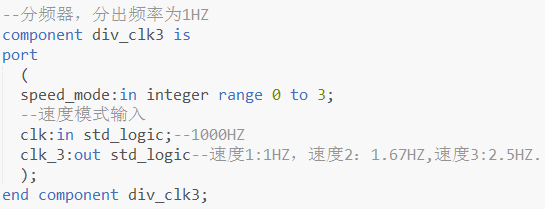 --分频器，分出频率为1HZ
component div_clk3 is
port
(
speed_mode:in integer range 0 to 3;
--速度模式输入
clk:in std_logic;--1000HZ
clk_3:out std_logic--速度1:1HZ，速度2：1.67HZ,速度3:2.5HZ.
);
end component div_clk3;